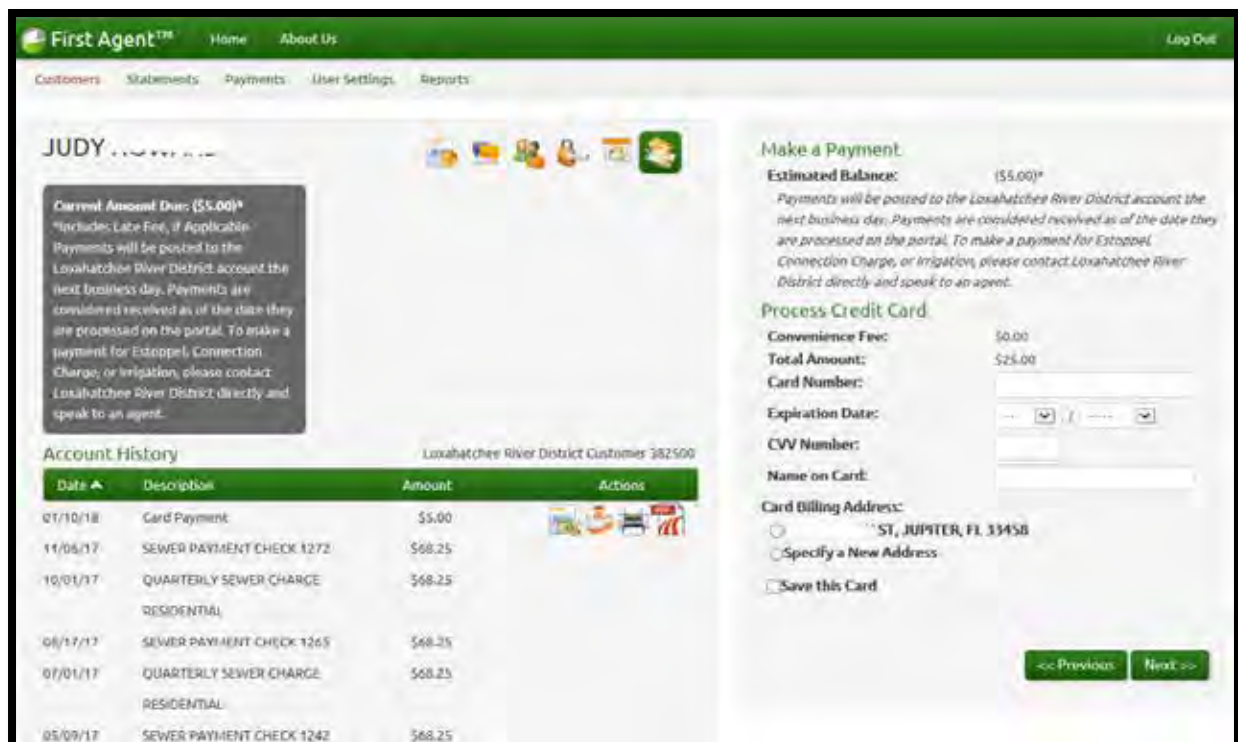 First Agent™ Home About Us Log Out
Customers Statements Payments User Settings Reports
JUDY
Current Amount Due: ($5.00)*
*Includes Late Fee, if Applicable
Payments will be posted to the
Loxahatchee River District account the
next business day. Payments are
considered received as of the date they
are processed on the portal. To make a
payment for Estoppel, Connection
Charge, or Irrigation, please contact
Loxahatchee River District directly and
speak to an agent.
Account History Loxahatchee River District Customer 382500
Date Description Amount Actions
01/10/18 Card Payment $5.00
11/06/17 SEWER PAYMENT CHECK 1272 $68.25
10/01/17 QUARTERLY SEWER CHARGE $68.25
RESIDENTIAL
08/17/17 SEWER PAYMENT CHECK 1265 $68.25
07/01/17 QUARTERLY SEWER CHARGE $68.25
RESIDENTIAL
05/09/17 SEWER PAYMENT CHECK 1242 $68.25
Make a Payment
Estimated Balance: ($5.00)*
Payments will be posted to the Loxahatchee River District account the
next business day. Payments are considered received as of the date they
are processed on the portal. To make a payment for Estoppel,
Connection Charge, or Irrigation, please contact Loxahatchee River
District directly and speak to an agent.
Process Credit Card
Convenience Fee: $0.00
Total Amount: $25.00
Card Number:
Expiration Date: -- / ----
CVV Number:
Name on Card:
Card Billing Address:
ST, JUPITER, FL 33458
Specify a New Address
Save this Card
<< Previous Next >>